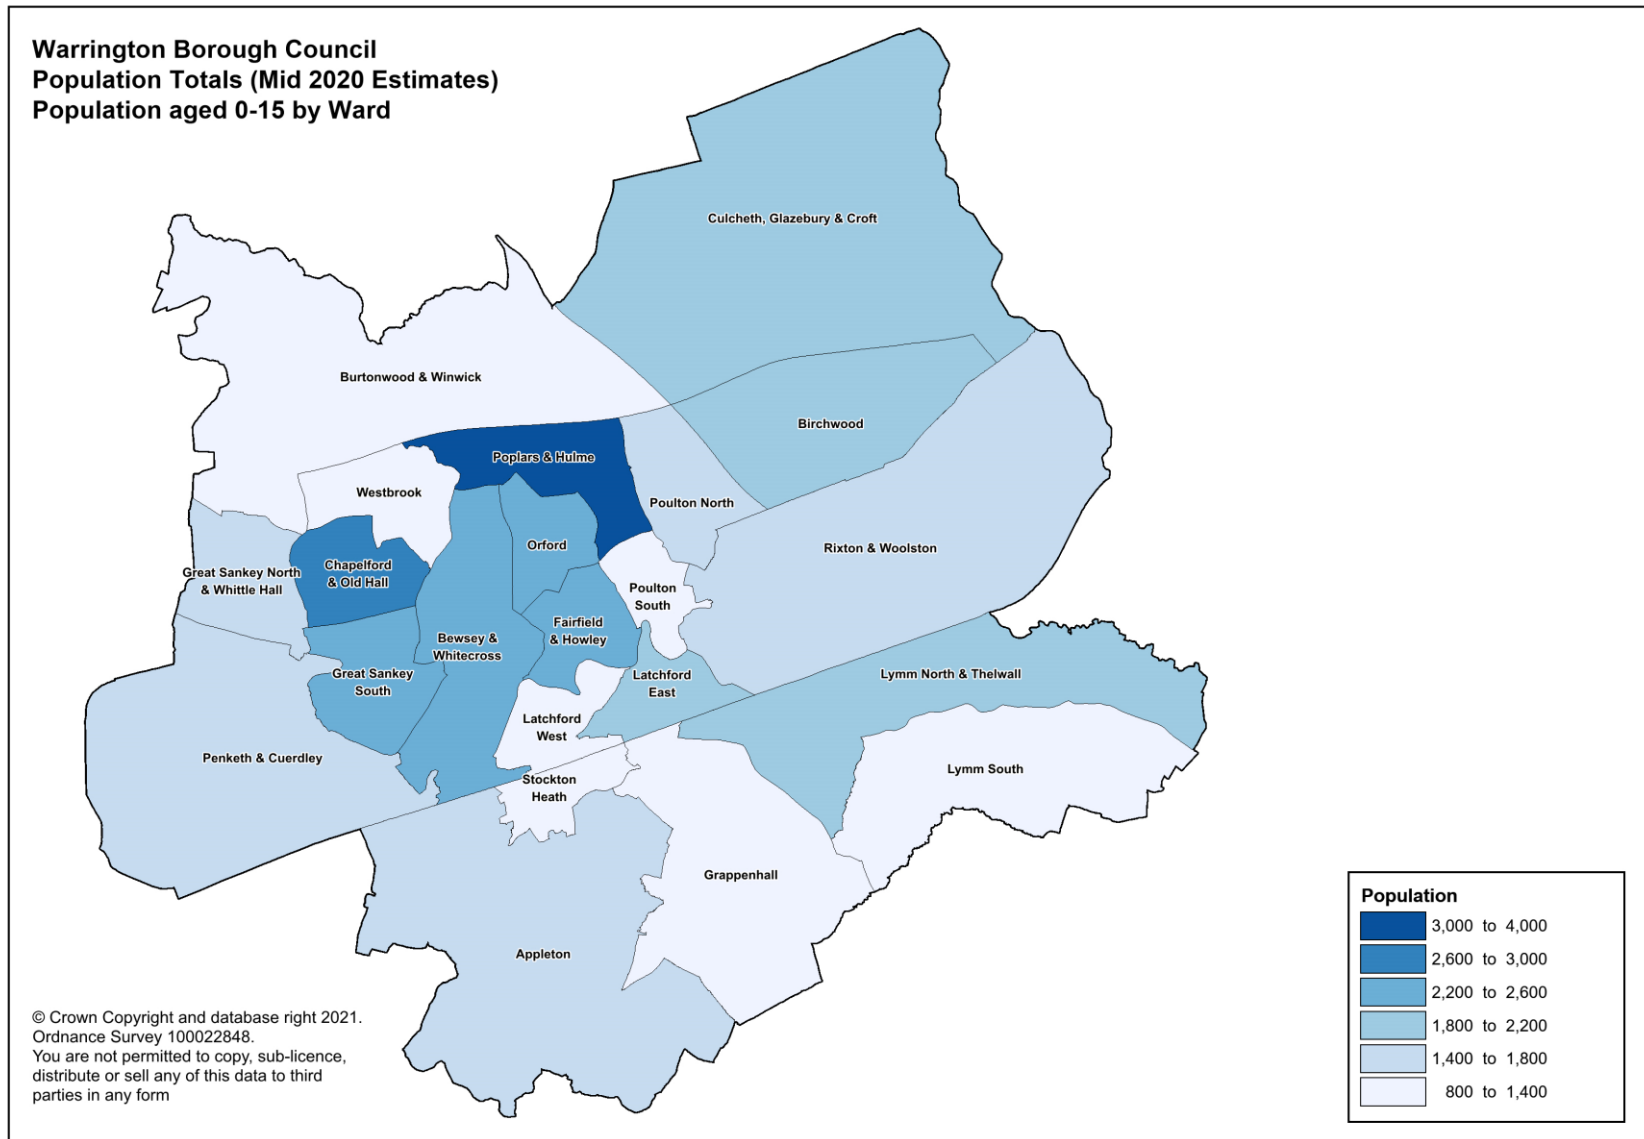 Warrington Borough Council
Population Totals (Mid 2020 Estimates)
Population aged 0-15 by Ward
Culcheth, Glazebury & Croft
Burtonwood & Winwick
Birchwood
Poplars & Hulme
Westbrook
Poulton North
Orford
Rixton & Woolston
Chapelford
& Old Hall
Great Sankey North
& Whittle Hall
Poulton
South
Fairfield
& Howley
Bewsey &
Whitecross
Great Sankey
South
Latchford
East
Lymm North & Thelwall
Latchford
West
Penketh & Cuerdley
Lymm South
Stockton
Heath
Grappenhall
Appleton
Population
3,000 to 4,000
2,600 to 3,000
2,200 to 2,600
1,800 to 2,200
1,400 to 1,800
800 to 1,400
© Crown Copyright and database right 2021.
Ordnance Survey 100022848.
You are not permitted to copy, sub-licence,
distribute or sell any of this data to third
parties in any form